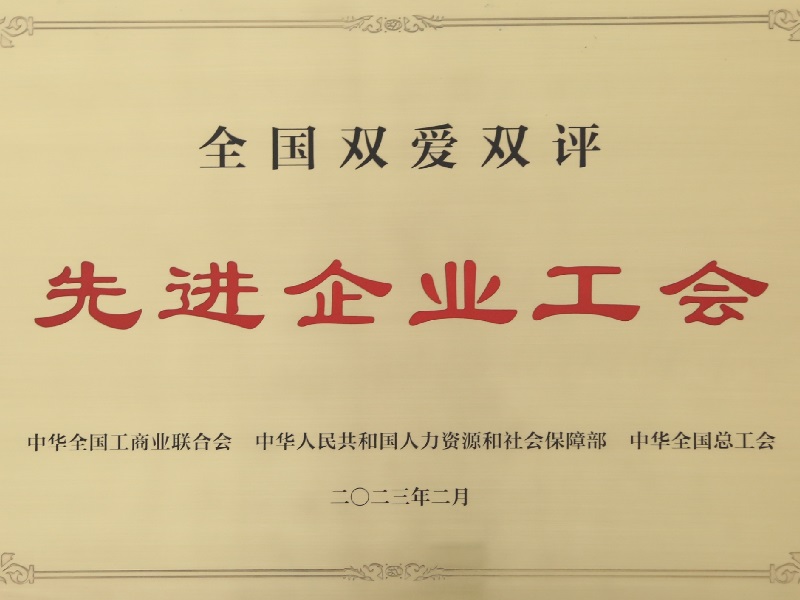 全国双爱双评
先进企业工会
中华全国工商业联合会 中华人民共和国人力资源和社会保障部 中华全国总工会
二〇二三年二月